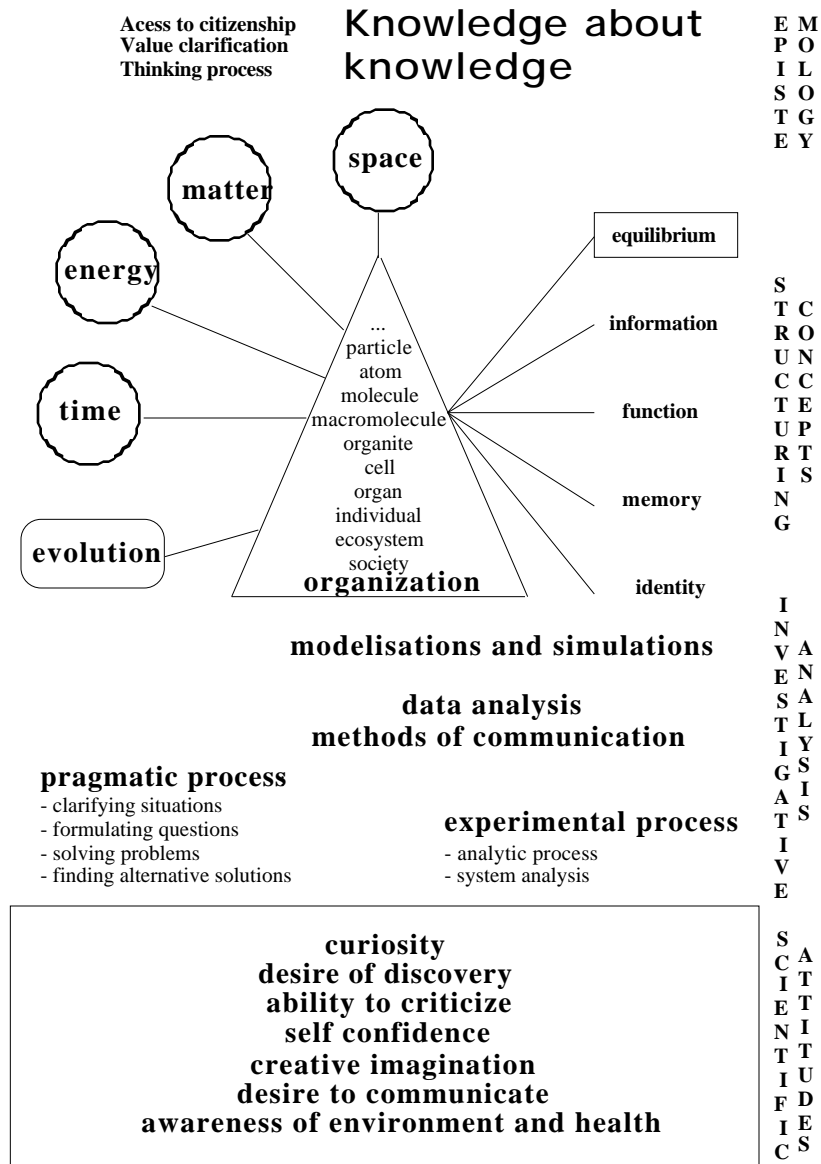 Acess to citizenship
Value clarification
Thinking process
Knowledge about
knowledge
EPISTE
MOLOGY
space
matter
energy
time
evolution
...
particle
atom
molecule
macromolecule
organite
cell
organ
individual
ecosystem
society
organization
equilibrium
information
function
memory
identity
STRUCTURING
CONCEPTS
modelisations and simulations
data analysis
methods of communication
pragmatic process
- clarifying situations
- formulating questions
- solving problems
- finding alternative solutions
experimental process
- analytic process
- system analysis
INVESTIGATIVE
ANALYSIS
curiosity
desire of discovery
ability to criticize
self confidence
creative imagination
desire to communicate
awareness of environment and health
SCIENTIFIC
ATTITUDES